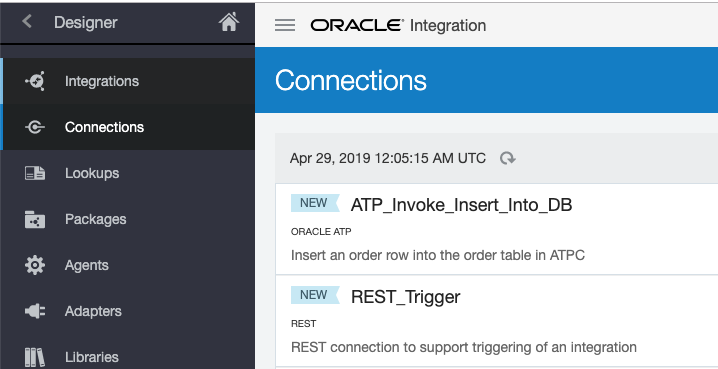 Designer
Integrations
Connections
Lookups
Packages
Agents
Adapters
Libraries
ORACLE® Integration
Connections
Apr 29, 2019 12:05:15 AM UTC
NEW ATP_Invoke_Insert_Into_DB
ORACLE ATP
Insert an order row into the order table in ATPC
NEW REST_Trigger
REST
REST connection to support triggering of an integration